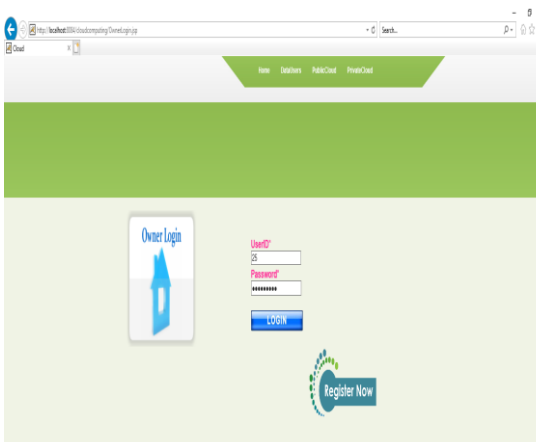 http://localhost:8084/cloudcomputing/OwnerLogin.jsp
Search...
Cloud
Home DataUsers PublicCloud PrivateCloud
Owner Login
UserID*
25
Password*
LOGIN
Register Now